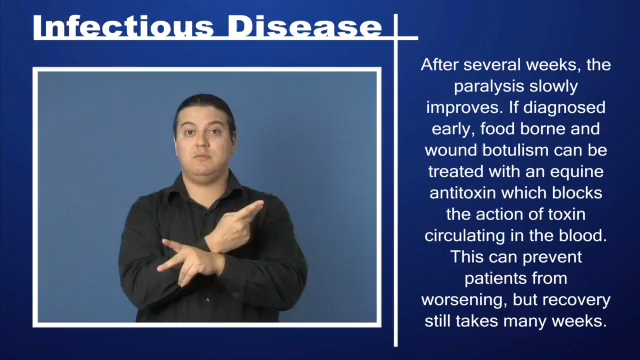 Infectious Disease
After several weeks, the
paralysis slowly
improves. If diagnosed
early, food borne and
wound botulism can be
treated with an equine
antitoxin which blocks
the action of toxin
circulating in the blood.
This can prevent
patients from
worsening, but recovery
still takes many weeks.